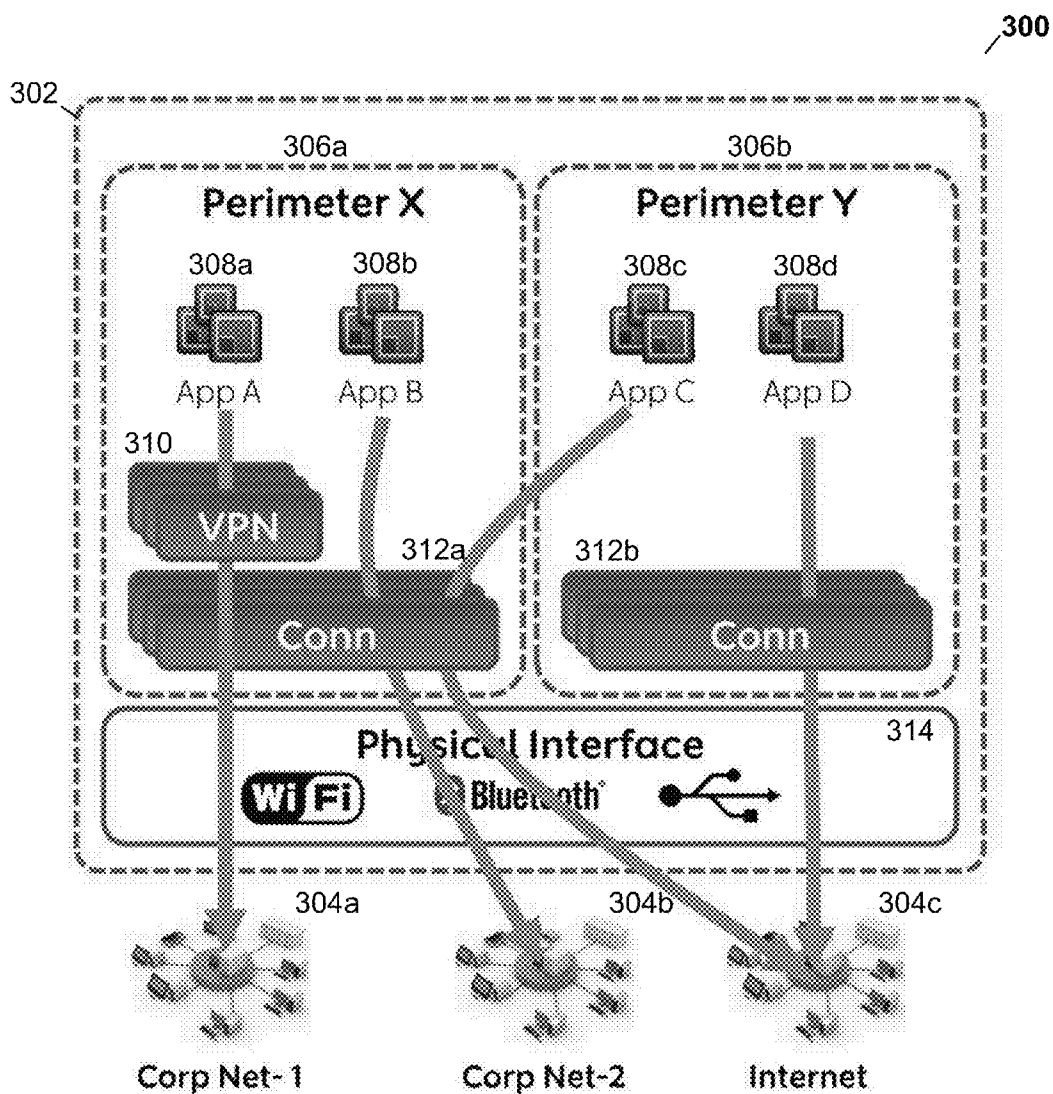 300
302
306a
306b
Perimeter X
Perimeter Y
308a
308b
308c
308d
App A
App B
App C
App D
310
VPN
312a
312b
Conn
Conn
314
Physical Interface
WiFi
Bluetooth
304a
304b
304c
Corp Net-1
Corp Net-2
Internet